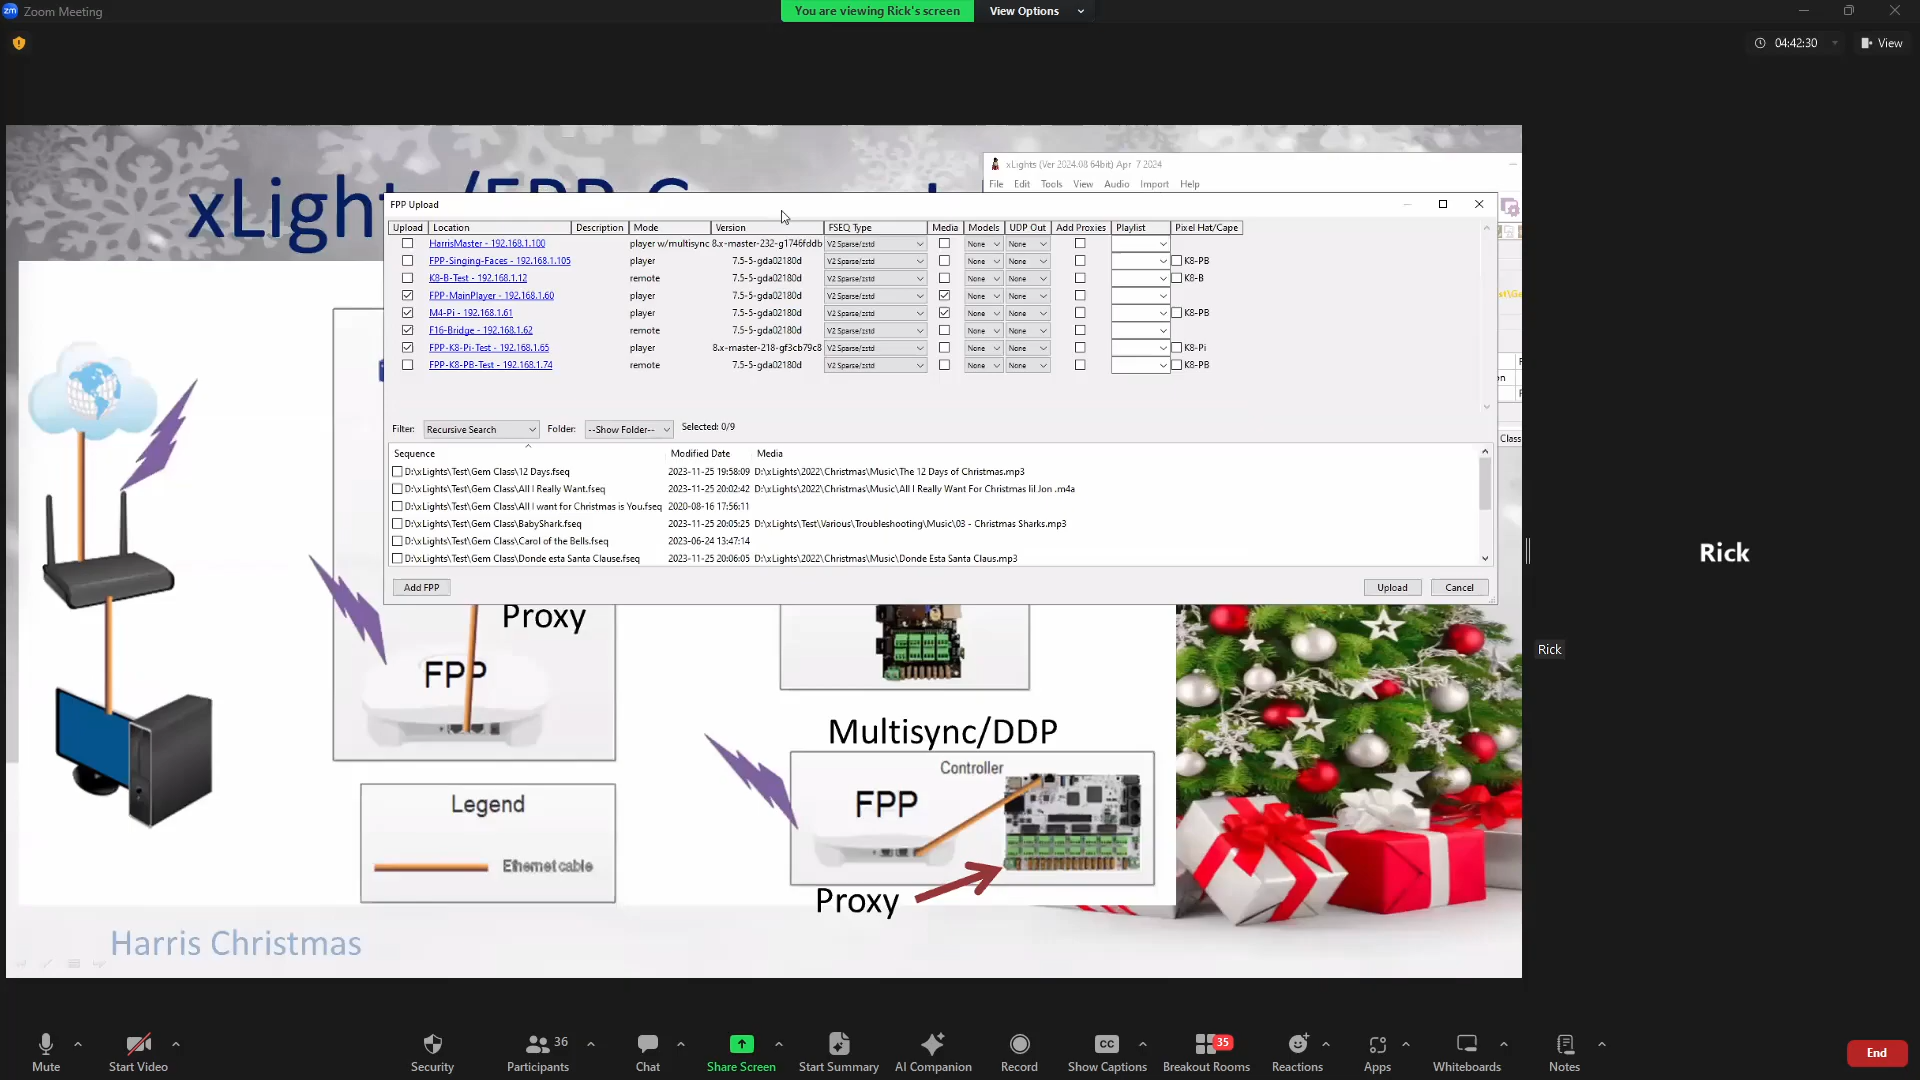 zm Zoom Meeting
You are viewing Rick's screen
View Options
04:42:30
View
xLights (Ver 2024.08 64bit) Apr 7 2024
File Edit Tools View Audio Import Help
FPP Upload
Upload Location Description Mode Version FSEQ Type Media Models UDP Out Add Proxies Playlist Pixel Hat/Cape
HarrisMaster - 192.168.1.100 player w/multisync 8.x-master-232-g1746fddb V2 Sparse/zstd None None
FPP-Singing-Faces - 192.168.1.105 player 7.5-5-gda02180d V2 Sparse/zstd None None K8-PB
K8-B-Test - 192.168.1.12 remote 7.5-5-gda02180d V2 Sparse/zstd None None K8-B
FPP-MainPlayer - 192.168.1.60 player 7.5-5-gda02180d V2 Sparse/zstd None None
M4-Pi - 192.168.1.61 player 7.5-5-gda02180d V2 Sparse/zstd None None K8-PB
F16-Bridge - 192.168.1.62 remote 7.5-5-gda02180d V2 Sparse/zstd None None
FPP-K8-Pi-Test - 192.168.1.65 player 8.x-master-218-gf3cb79c8 V2 Sparse/zstd None None K8-Pi
FPP-K8-PB-Test - 192.168.1.74 remote 7.5-5-gda02180d V2 Sparse/zstd None None K8-PB
Filter: Recursive Search Folder: --Show Folder-- Selected: 0/9
Class
Sequence Modified Date Media
D:\xLights\Test\Gem Class\12 Days.fseq 2023-11-25 19:58:09 D:\xLights\2022\Christmas\Music\The 12 Days of Christmas.mp3
D:\xLights\Test\Gem Class\All I Really Want.fseq 2023-11-25 20:02:42 D:\xLights\2022\Christmas\Music\All I Really Want For Christmas lil Jon .m4a
D:\xLights\Test\Gem Class\All I want for Christmas is You.fseq 2020-08-16 17:56:11
D:\xLights\Test\Gem Class\BabyShark.fseq 2023-11-25 20:05:25 D:\xLights\Test\Various\Troubleshooting\Music\03 - Christmas Sharks.mp3
D:\xLights\Test\Gem Class\Carol of the Bells.fseq 2023-06-24 13:47:14
D:\xLights\Test\Gem Class\Donde esta Santa Clause.fseq 2023-11-25 20:06:05 D:\xLights\2022\Christmas\Music\Donde Esta Santa Claus.mp3
Add FPP Upload Cancel
Rick
Rick
Proxy
FPP
Multisync/DDP
Controller
FPP
Legend
Ethernet cable
Proxy
Harris Christmas
Mute
Start Video
Security
Participants 36
Chat
Share Screen
Start Summary
AI Companion
Record
CC Show Captions
Breakout Rooms 35
Reactions
Apps
Whiteboards
Notes
End